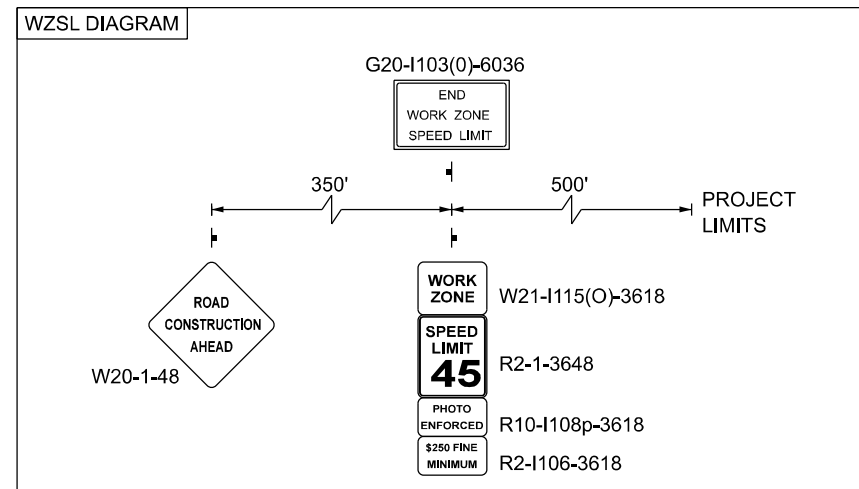 WZSL DIAGRAM
G20-I103(0)-6036
END
WORK ZONE
SPEED LIMIT
350'
500'
PROJECT
LIMITS
ROAD
CONSTRUCTION
AHEAD
W20-1-48
WORK
ZONE
W21-I115(O)-3618
SPEED
LIMIT
45
R2-1-3648
PHOTO
ENFORCED
R10-I108p-3618
$250 FINE
MINIMUM
R2-I106-3618